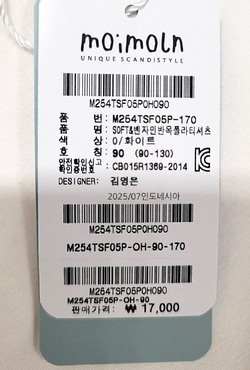 moimoln
UNIQUE SCANDISTYLE
M254TSF05P0H090
품 번: M254TSF05P-170
품 명: SOFT&벤자민반목폴라티셔츠
색 상: 0/화이트
호 칭: 90 (90-130)
안전확인신고
확인증번호 : CB015R1369-2014
DESIGNER: 김영은
2025/07인도네시아
M254TSF05P0H090
M254TSF05P-OH-90-170
M254TSF05P0H090
M254TSF05P-OH-90
판매가격: ₩ 17,000